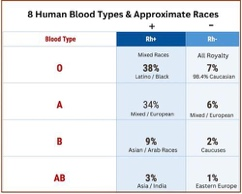 8 Human Blood Types & Approximate Races
+ −
Blood Type Rh+ Rh-
Mixed Races All Royalty
O 38% 7%
Latino / Black 98.4% Caucasian
A 34% 6%
Mixed / European Mixed / European
B 9% 2%
Asian / Arab Races Caucuses
AB 3% 1%
Asia / India Eastern Europe